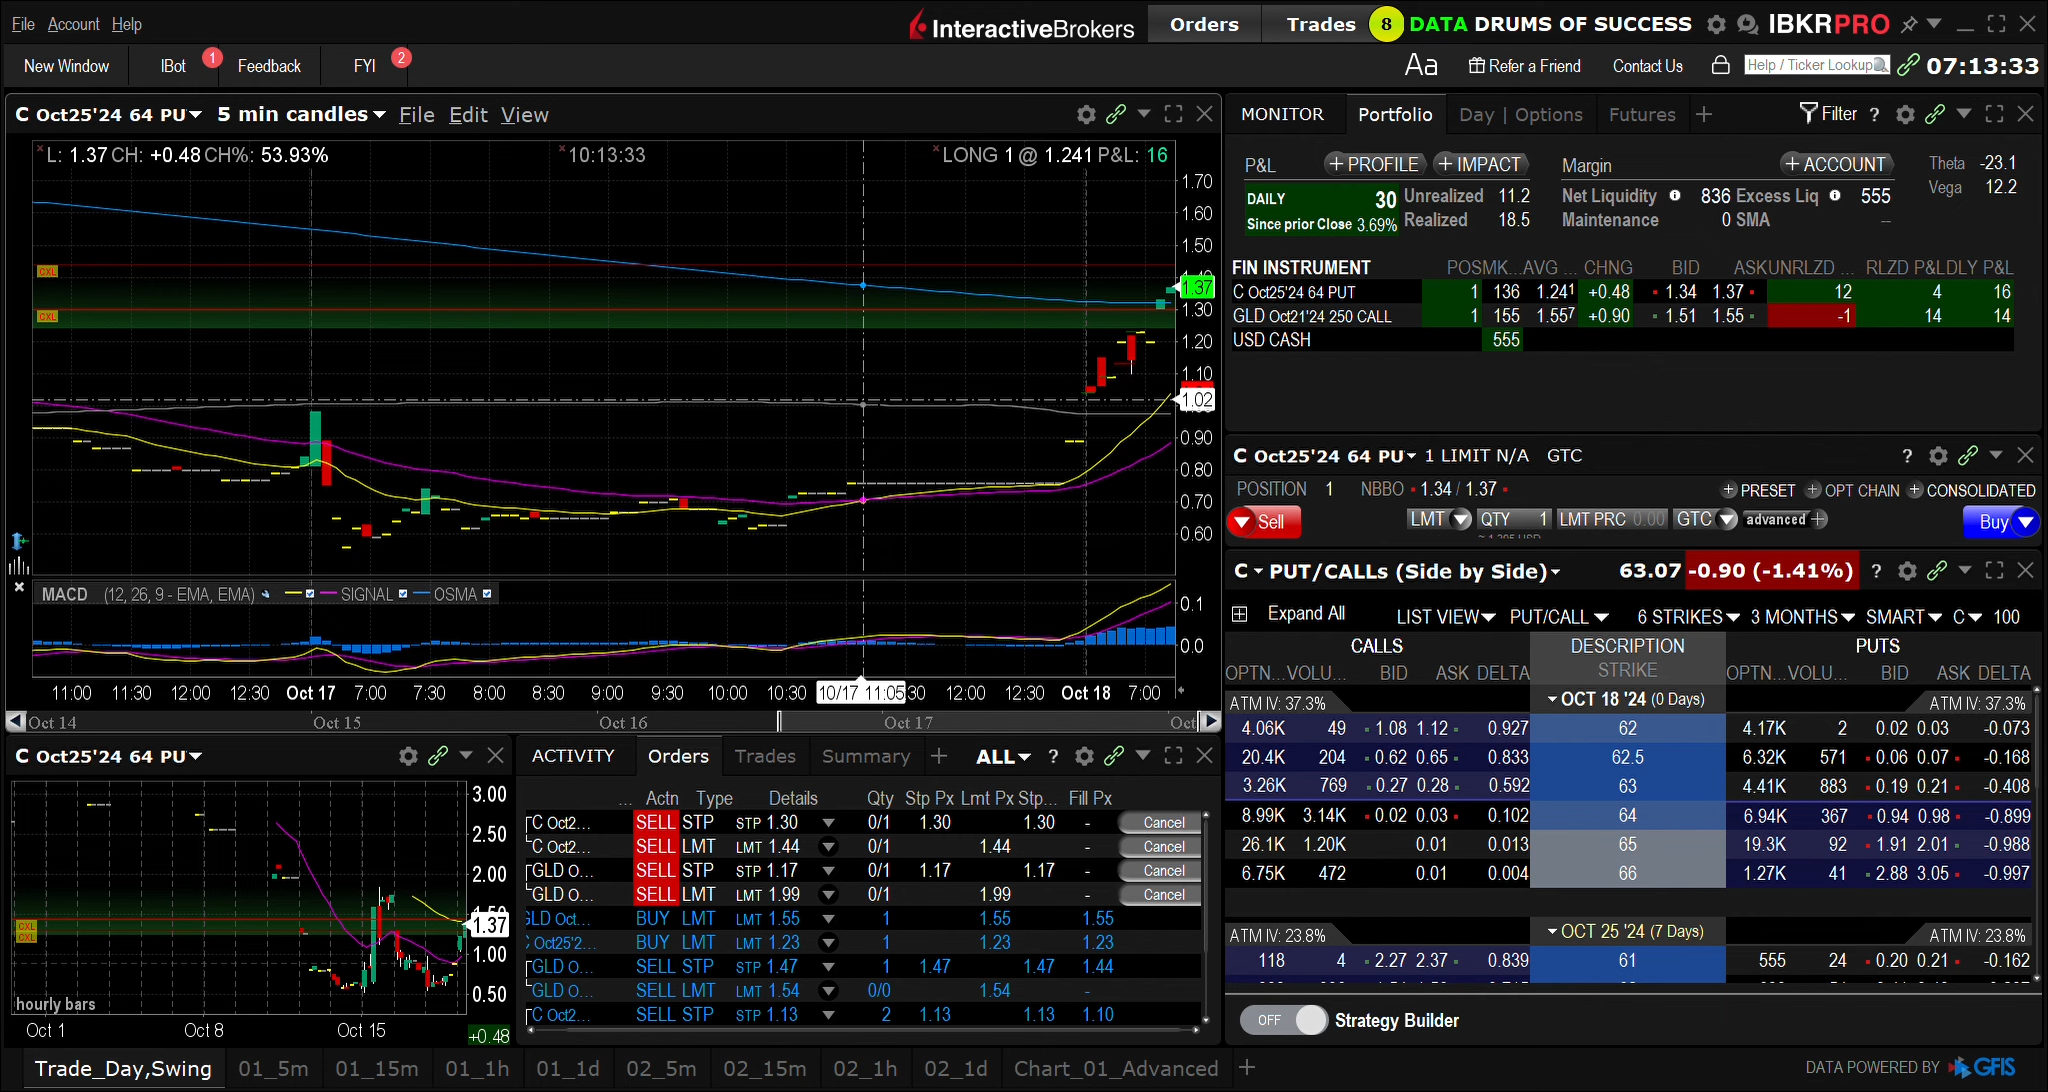 File Account Help
InteractiveBrokers Orders Trades 8 DATA DRUMS OF SUCCESS IBKRPRO
New Window IBot 1 Feedback FYI 2
Aa Refer a Friend Contact Us Help / Ticker Lookup 07:13:33
C Oct25'24 64 PU 5 min candles File Edit View
L: 1.37 CH: +0.48 CH%: 53.93% 10:13:33 LONG 1 @ 1.241 P&L: 16
1.70
1.60
1.50
1.40
CXL 1.37
1.30
CXL
1.20
1.10
1.02
0.90
0.80
0.70
0.60
MACD (12, 26, 9 - EMA, EMA) SIGNAL OSMA
0.1
0.0
11:00 11:30 12:00 12:30 Oct 17 7:00 7:30 8:00 8:30 9:00 9:30 10:00 10:30 10/17 11:05 :30 12:00 12:30 Oct 18 7:00
Oct 14 Oct 15 Oct 16 Oct 17 Oct
MONITOR Portfolio Day | Options Futures + Filter ?
P&L + PROFILE + IMPACT Margin + ACCOUNT Theta -23.1
Vega 12.2
DAILY 30 Unrealized 11.2 Net Liquidity 836 Excess Liq 555
Since prior Close 3.69% Realized 18.5 Maintenance 0 SMA --
FIN INSTRUMENT POS MK... AVG ... CHNG BID ASK UNRLZD ... RLZD P&L DLY P&L
C Oct25'24 64 PUT 1 136 1.241 +0.48 1.34 1.37 12 4 16
GLD Oct21'24 250 CALL 1 155 1.557 +0.90 1.51 1.55 -1 14 14
USD CASH 555
C Oct25'24 64 PU 1 LIMIT N/A GTC ?
POSITION 1 NBBO 1.34 / 1.37 + PRESET + OPT CHAIN + CONSOLIDATED
Sell LMT QTY 1 LMT PRC 0.00 GTC advanced + Buy
C PUT/CALLs (Side by Side) 63.07 -0.90 (-1.41%) ?
Expand All LIST VIEW PUT/CALL 6 STRIKES 3 MONTHS SMART C 100
CALLS DESCRIPTION PUTS
OPTN... VOLU... BID ASK DELTA STRIKE OPTN... VOLU... BID ASK DELTA
ATM IV: 37.3% OCT 18 '24 (0 Days) ATM IV: 37.3%
4.06K 49 1.08 1.12 0.927 62 4.17K 2 0.02 0.03 -0.073
20.4K 204 0.62 0.65 0.833 62.5 6.32K 571 0.06 0.07 -0.168
3.26K 769 0.27 0.28 0.592 63 4.41K 883 0.19 0.21 -0.408
8.99K 3.14K 0.02 0.03 0.102 64 6.94K 367 0.94 0.98 -0.899
26.1K 1.20K 0.01 0.013 65 19.3K 92 1.91 2.01 -0.988
6.75K 472 0.01 0.004 66 1.27K 41 2.88 3.05 -0.997
ATM IV: 23.8% OCT 25 '24 (7 Days) ATM IV: 23.8%
118 4 2.27 2.37 0.839 61 555 24 0.20 0.21 -0.162
OFF Strategy Builder
C Oct25'24 64 PU
3.00
2.50
2.00
1.50
CXL 1.37
CXL
1.00
0.50
hourly bars
Oct 1 Oct 8 Oct 15 +0.48
ACTIVITY Orders Trades Summary + ALL ?
... Actn Type Details Qty Stp Px Lmt Px Stp... Fill Px
C Oct2... SELL STP STP 1.30 0/1 1.30 1.30 - Cancel
C Oct2... SELL LMT LMT 1.44 0/1 1.44 - Cancel
GLD O... SELL STP STP 1.17 0/1 1.17 1.17 - Cancel
GLD O... SELL LMT LMT 1.99 0/1 1.99 - Cancel
GLD Oct... BUY LMT LMT 1.55 1 1.55 1.55
C Oct25'2... BUY LMT LMT 1.23 1 1.23 1.23
GLD O... SELL STP STP 1.47 1 1.47 1.47 1.44
GLD O... SELL LMT LMT 1.54 0/0 1.54 -
C Oct2... SELL STP STP 1.13 2 1.13 1.13 1.10
Trade_Day,Swing 01_5m 01_15m 01_1h 01_1d 02_5m 02_15m 02_1h 02_1d Chart_01_Advanced + DATA POWERED BY GFIS